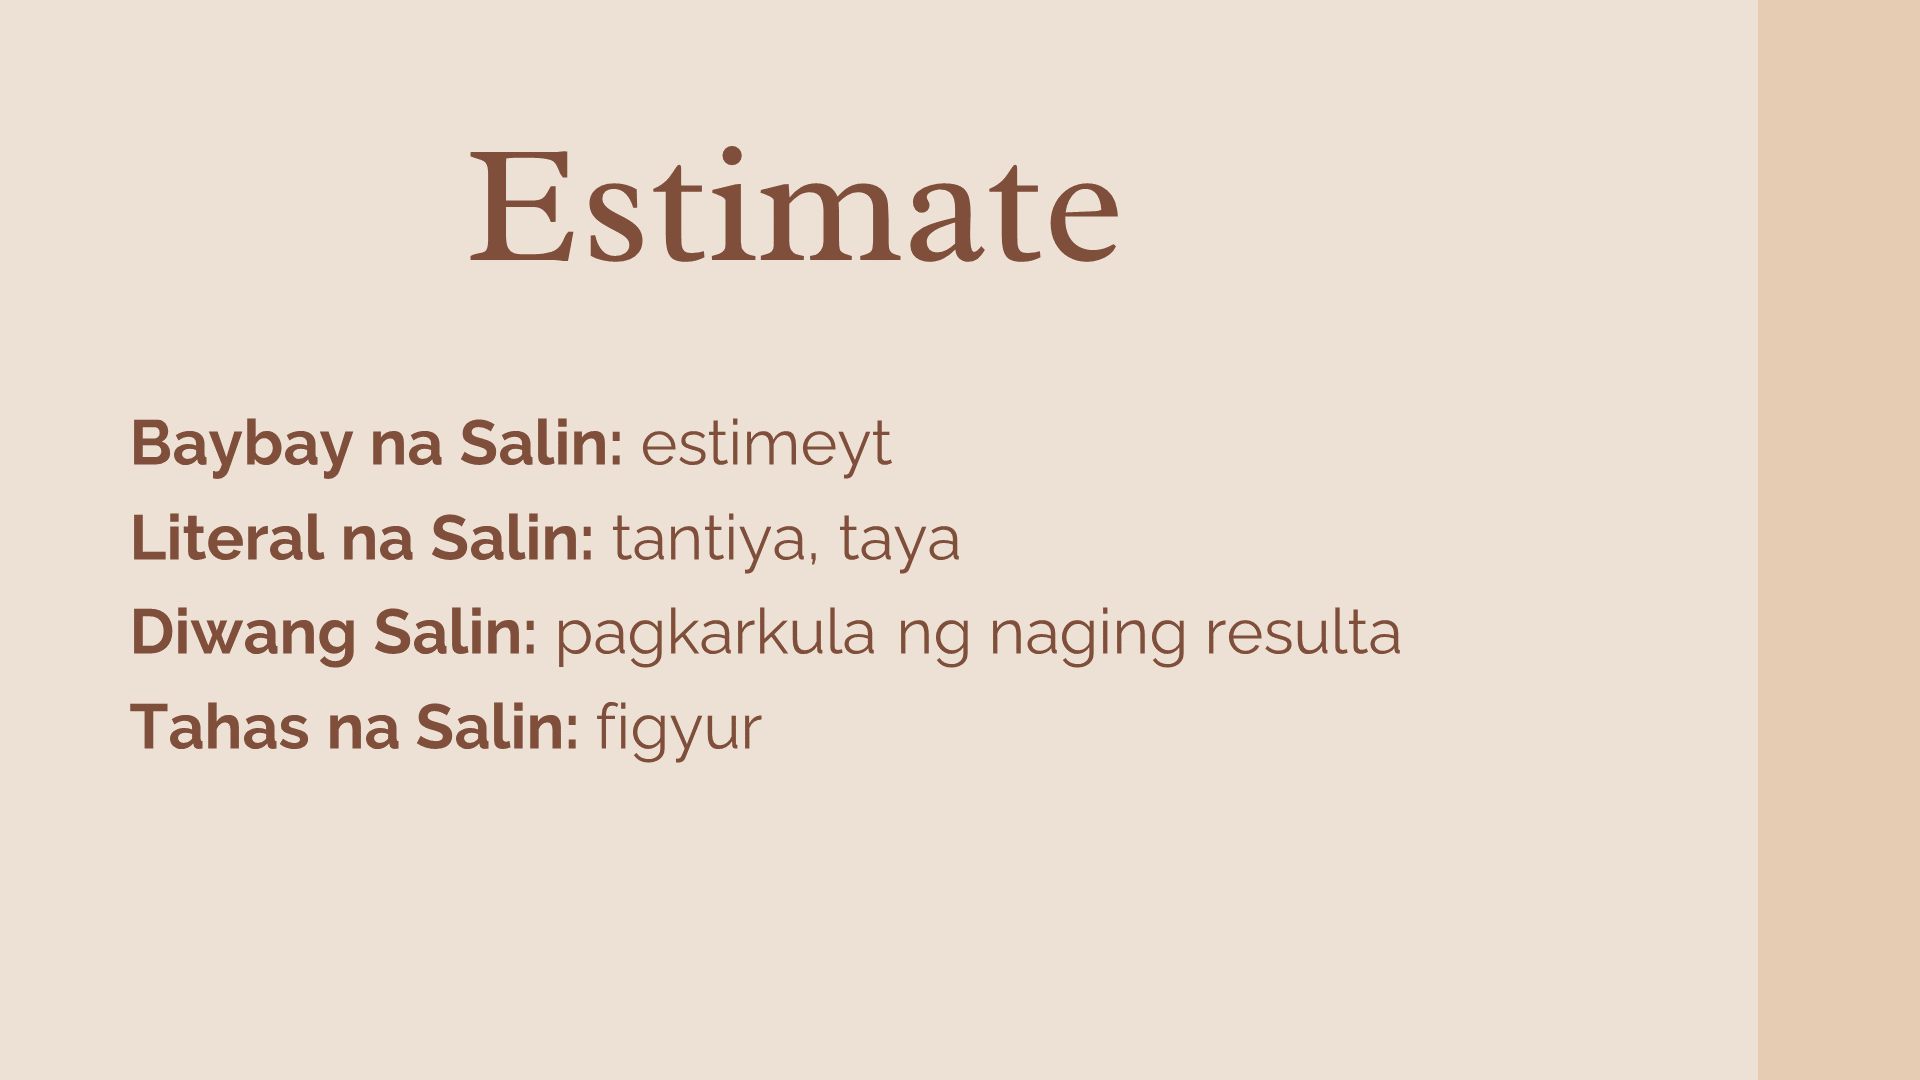 Estimate
Baybay na Salin: estimeyt
Literal na Salin: tantiya, taya
Diwang Salin: pagkarkula ng naging resulta
Tahas na Salin: figyur